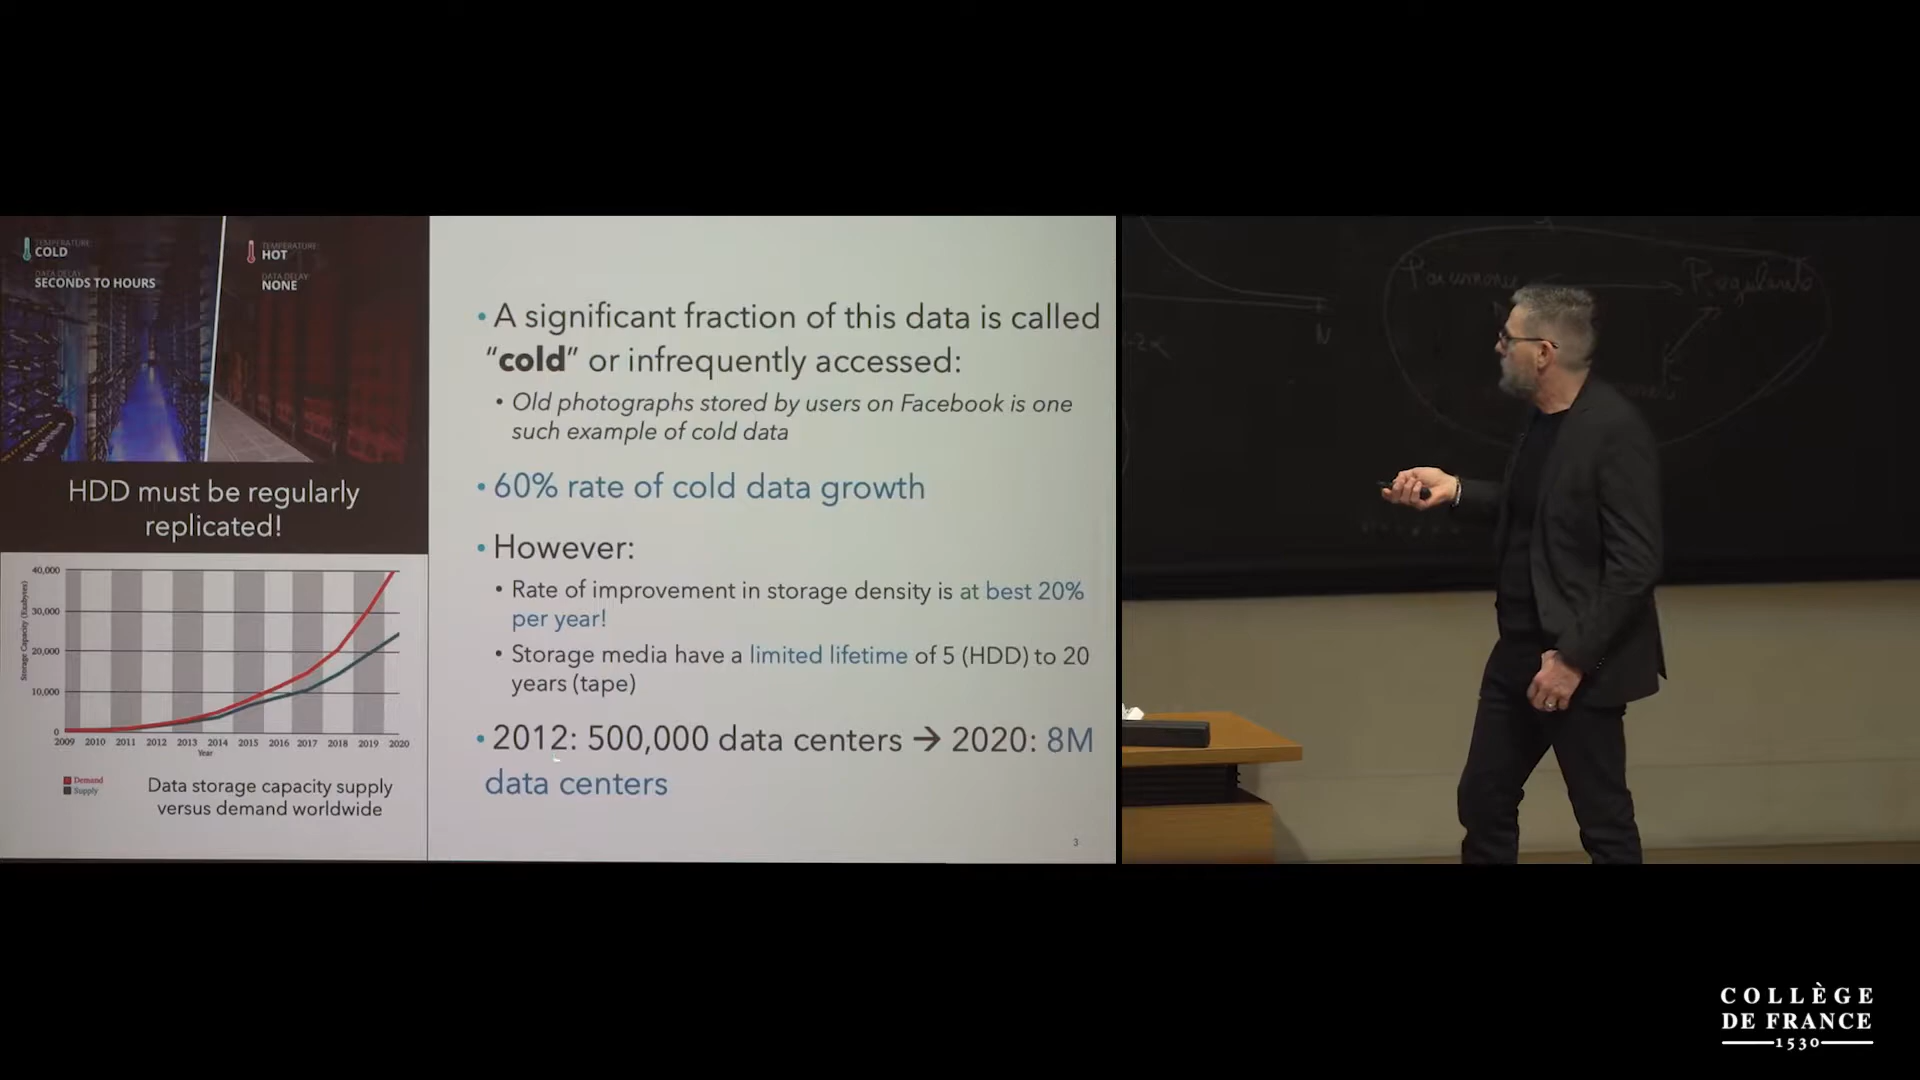 TEMPERATURE:
COLD
DATA DELAY:
SECONDS TO HOURS
TEMPERATURE:
HOT
DATA DELAY:
NONE
HDD must be regularly
replicated!
Storage Capacity (Exabytes)
40,000
30,000
20,000
10,000
0
2009 2010 2011 2012 2013 2014 2015 2016 2017 2018 2019 2020
Year
Demand
Supply
Data storage capacity supply
versus demand worldwide
• A significant fraction of this data is called
“cold” or infrequently accessed:
• Old photographs stored by users on Facebook is one
such example of cold data
• 60% rate of cold data growth
• However:
• Rate of improvement in storage density is at best 20%
per year!
• Storage media have a limited lifetime of 5 (HDD) to 20
years (tape)
• 2012: 500,000 data centers → 2020: 8M
data centers
3
N
COLLÈGE
DE FRANCE
1530